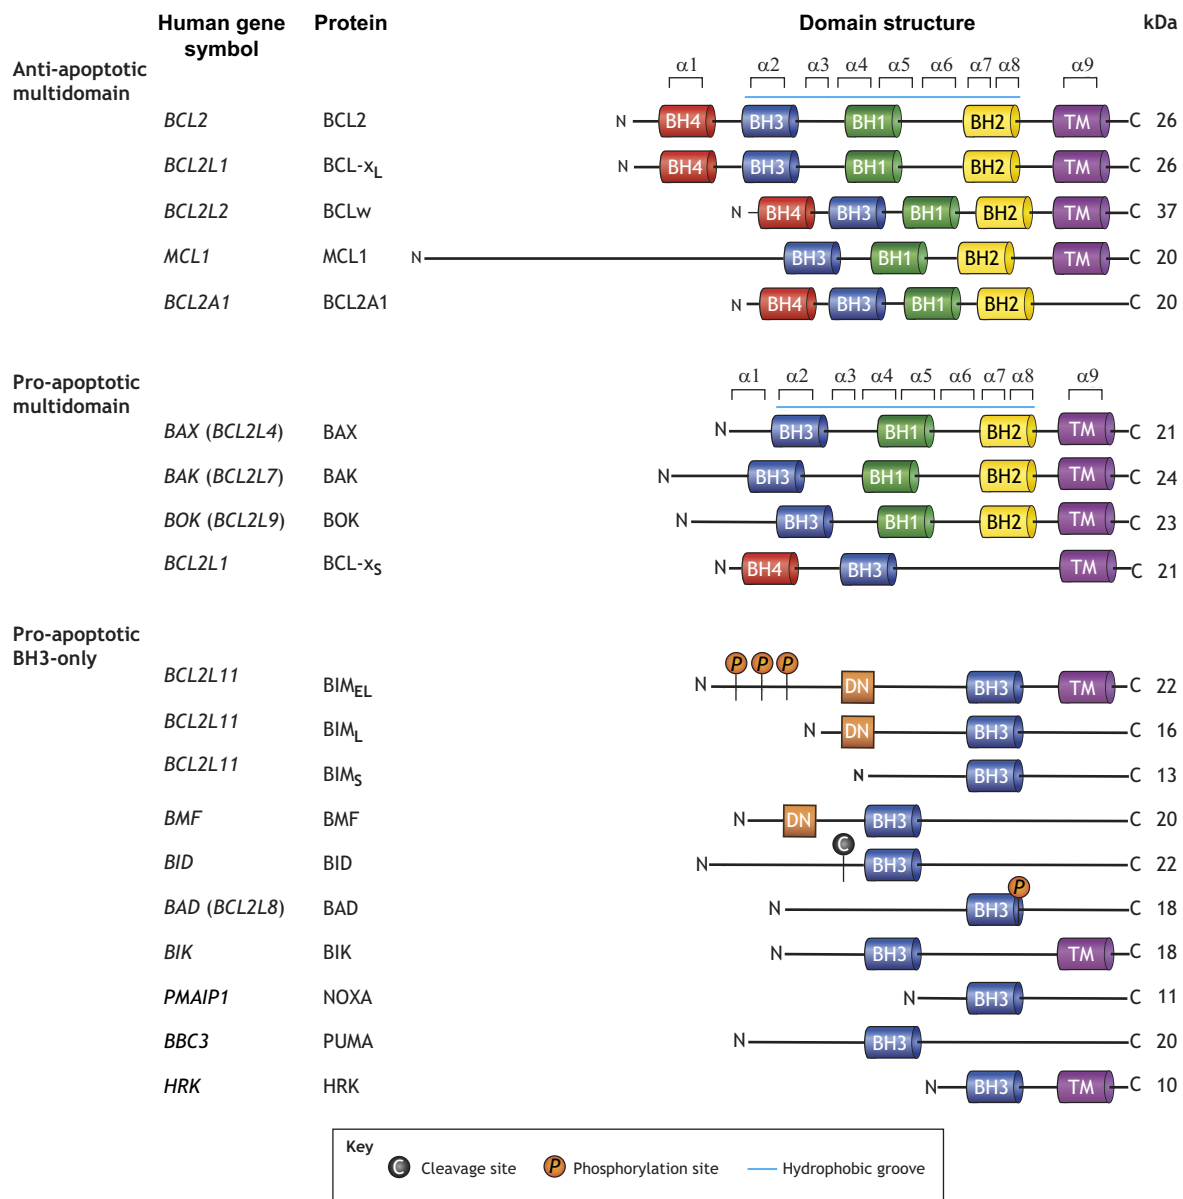 Human gene symbol Protein Domain structure kDa
Anti-apoptotic multidomain
α1 α2 α3 α4 α5 α6 α7 α8 α9
BCL2 BCL2 N BH4 BH3 BH1 BH2 TM C 26
BCL2L1 BCL-xL N BH4 BH3 BH1 BH2 TM C 26
BCL2L2 BCLw N BH4 BH3 BH1 BH2 TM C 37
MCL1 MCL1 N BH3 BH1 BH2 TM C 20
BCL2A1 BCL2A1 N BH4 BH3 BH1 BH2 C 20
Pro-apoptotic multidomain
α1 α2 α3 α4 α5 α6 α7 α8 α9
BAX (BCL2L4) BAX N BH3 BH1 BH2 TM C 21
BAK (BCL2L7) BAK N BH3 BH1 BH2 TM C 24
BOK (BCL2L9) BOK N BH3 BH1 BH2 TM C 23
BCL2L1 BCL-xS N BH4 BH3 TM C 21
Pro-apoptotic BH3-only
P P P
BCL2L11 BIMEL N DN BH3 TM C 22
BCL2L11 BIML N DN BH3 C 16
BCL2L11 BIMS N BH3 C 13
BMF BMF N DN BH3 C 20
C
BID BID N BH3 C 22
P
BAD (BCL2L8) BAD N BH3 C 18
BIK BIK N BH3 TM C 18
PMAIP1 NOXA N BH3 C 11
BBC3 PUMA N BH3 C 20
HRK HRK N BH3 TM C 10
Key
C Cleavage site P Phosphorylation site Hydrophobic groove